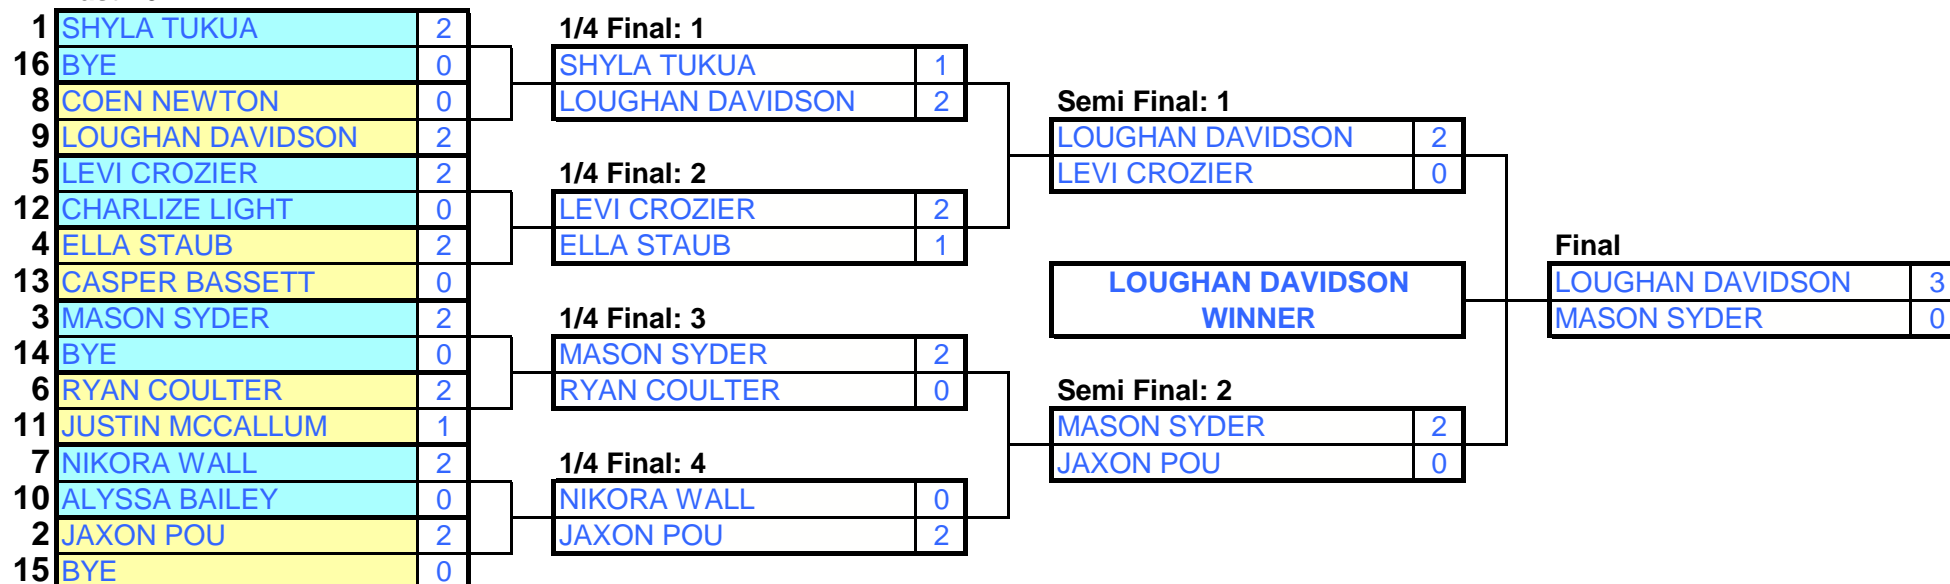 1 SHYLA TUKUA 2
16 BYE 0
8 COEN NEWTON 0
9 LOUGHAN DAVIDSON 2
5 LEVI CROZIER 2
12 CHARLIZE LIGHT 0
4 ELLA STAUB 2
13 CASPER BASSETT 0
3 MASON SYDER 2
14 BYE 0
6 RYAN COULTER 2
11 JUSTIN MCCALLUM 1
7 NIKORA WALL 2
10 ALYSSA BAILEY 0
2 JAXON POU 2
15 BYE 0
1/4 Final: 1
SHYLA TUKUA 1
LOUGHAN DAVIDSON 2
1/4 Final: 2
LEVI CROZIER 2
ELLA STAUB 1
1/4 Final: 3
MASON SYDER 2
RYAN COULTER 0
1/4 Final: 4
NIKORA WALL 0
JAXON POU 2
Semi Final: 1
LOUGHAN DAVIDSON 2
LEVI CROZIER 0
LOUGHAN DAVIDSON
WINNER
Semi Final: 2
MASON SYDER 2
JAXON POU 0
Final
LOUGHAN DAVIDSON 3
MASON SYDER 0